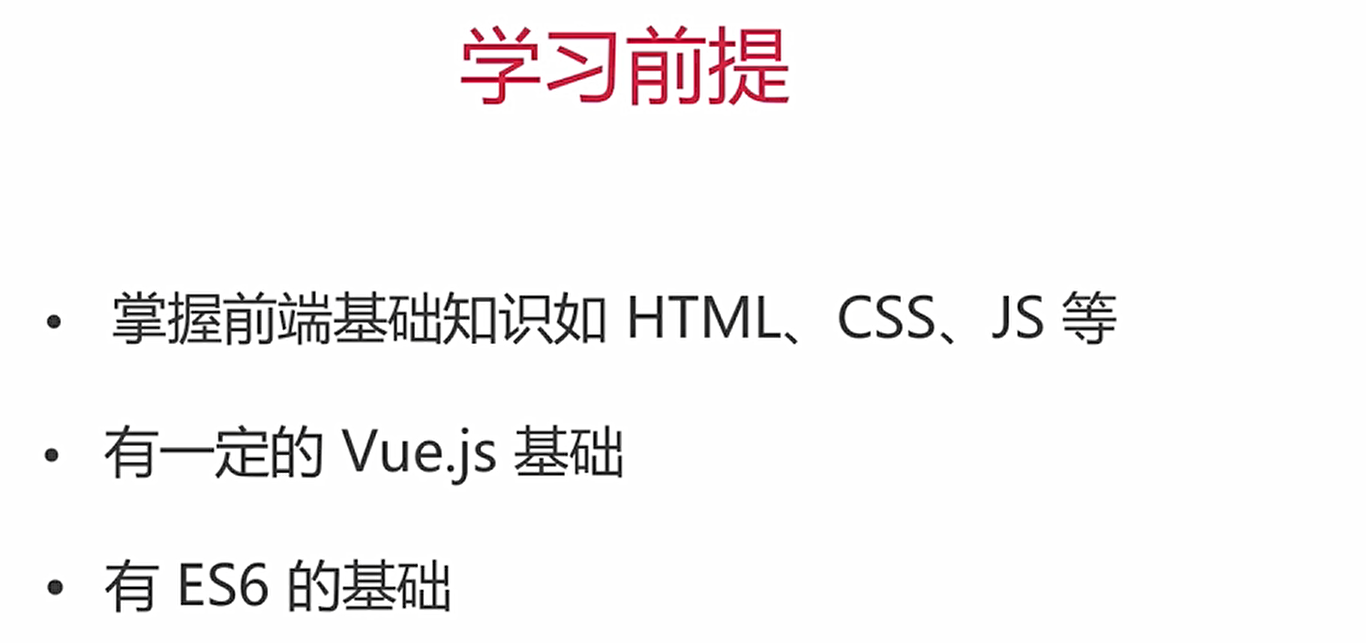 学习前提
• 掌握前端基础知识如 HTML、CSS、JS 等
• 有一定的 Vue.js 基础
• 有 ES6 的基础